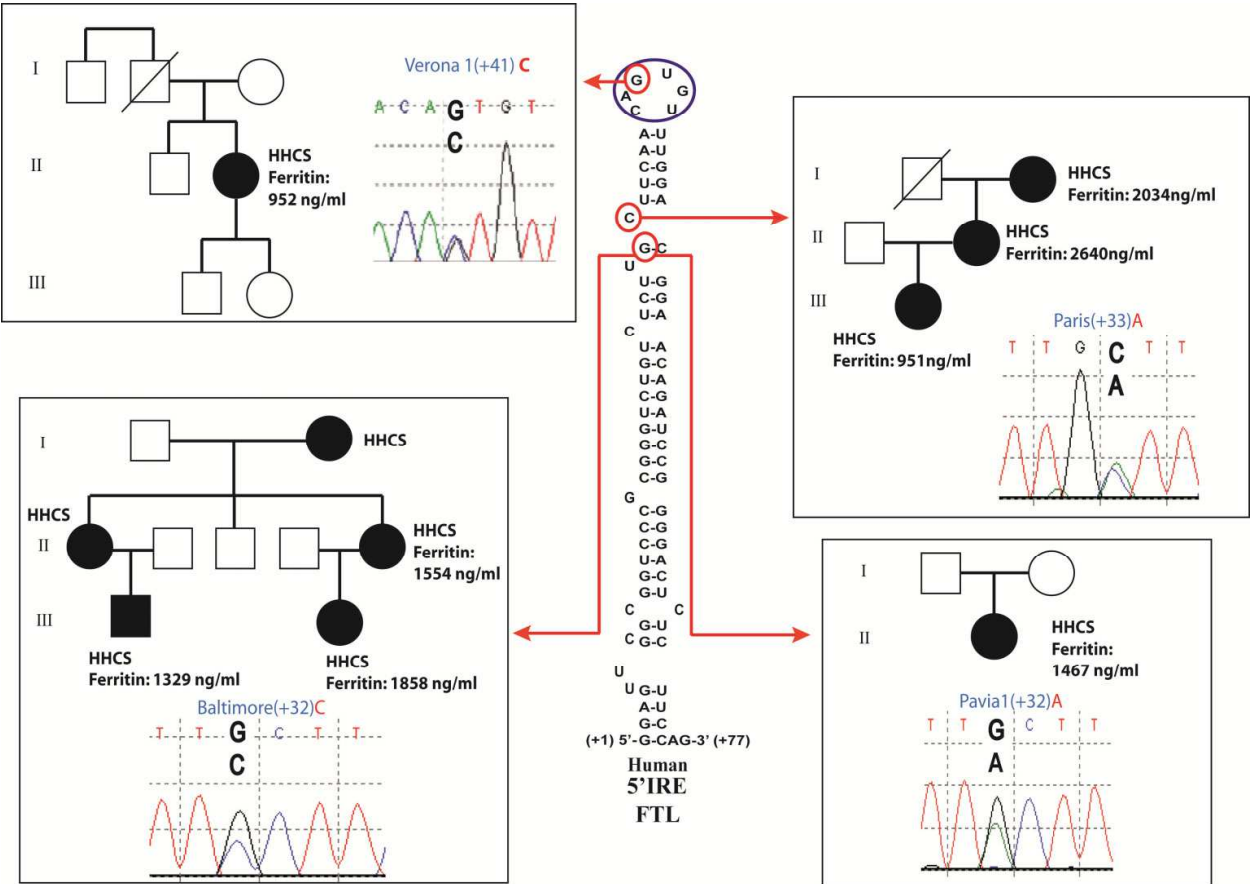 I
II
III
HHCS
Ferritin:
952 ng/ml
Verona 1(+41) C
A C A G T G T
C
G U
A G
C U
A-U
A-U
C-G
U-G
U-A
C
G-C
U
U-G
C-G
U-A
C
U-A
G-C
U-A
C-G
U-A
G-U
G-C
G-C
C-G
G
C-G
C-G
C-G
U-A
G-C
G-U
C C
G-U
C G-C
U
U G-U
A-U
G-C
(+1) 5'-G-CAG-3' (+77)
Human
5'IRE
FTL
I
II
III
HHCS
Ferritin: 2034ng/ml
HHCS
Ferritin: 2640ng/ml
HHCS
Ferritin: 951ng/ml
Paris(+33)A
T T G C T T
A
I
II
III
HHCS
HHCS
HHCS
Ferritin:
1554 ng/ml
HHCS
Ferritin: 1329 ng/ml
HHCS
Ferritin: 1858 ng/ml
Baltimore(+32)C
T T G C T T
C
I
II
HHCS
Ferritin:
1467 ng/ml
Pavia1(+32)A
T T G C T T
A